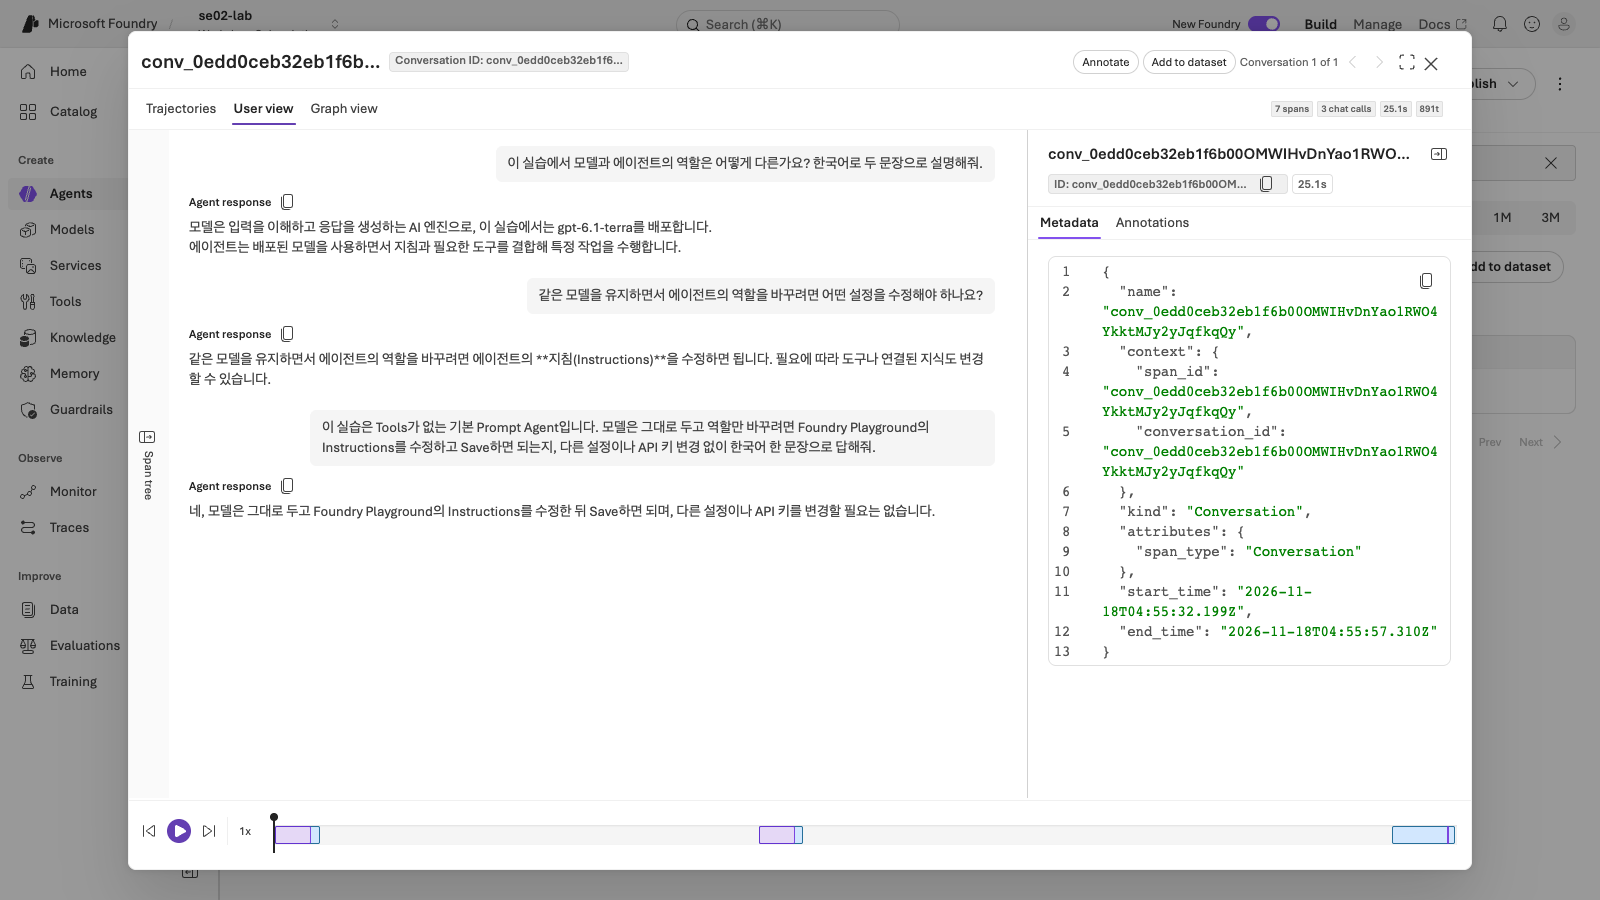 Microsoft Foundry
se02-lab
Search (⌘K)
New Foundry
Build
Manage
Docs
Home
Catalog
Create
Agents
Models
Services
Tools
Knowledge
Memory
Guardrails
Observe
Monitor
Traces
Improve
Data
Evaluations
Training
conv_0edd0ceb32eb1f6b...
Conversation ID: conv_0edd0ceb32eb1f6...
Annotate
Add to dataset
Conversation 1 of 1
Trajectories
User view
Graph view
7 spans
3 chat calls
25.1s
891t
Span tree
이 실습에서 모델과 에이전트의 역할은 어떻게 다른가요? 한국어로 두 문장으로 설명해줘.
Agent response
모델은 입력을 이해하고 응답을 생성하는 AI 엔진으로, 이 실습에서는 gpt-6.1-terra를 배포합니다.
에이전트는 배포된 모델을 사용하면서 지침과 필요한 도구를 결합해 특정 작업을 수행합니다.
같은 모델을 유지하면서 에이전트의 역할을 바꾸려면 어떤 설정을 수정해야 하나요?
Agent response
같은 모델을 유지하면서 에이전트의 역할을 바꾸려면 에이전트의 **지침(Instructions)**을 수정하면 됩니다. 필요에 따라 도구나 연결된 지식도 변경
할 수 있습니다.
이 실습은 Tools가 없는 기본 Prompt Agent입니다. 모델은 그대로 두고 역할만 바꾸려면 Foundry Playground의
Instructions를 수정하고 Save하면 되는지, 다른 설정이나 API 키 변경 없이 한국어 한 문장으로 답해줘.
Agent response
네, 모델은 그대로 두고 Foundry Playground의 Instructions를 수정한 뒤 Save하면 되며, 다른 설정이나 API 키를 변경할 필요는 없습니다.
conv_0edd0ceb32eb1f6b00OMWIHvDnYao1RWO...
ID: conv_0edd0ceb32eb1f6b00OM...
25.1s
Metadata
Annotations
1 {
2 "name":
"conv_0edd0ceb32eb1f6b00OMWIHvDnYao1RWO4
YkktMJy2yJqfkqQy",
3 "context": {
4 "span_id":
"conv_0edd0ceb32eb1f6b00OMWIHvDnYao1RWO4
YkktMJy2yJqfkqQy",
5 "conversation_id":
"conv_0edd0ceb32eb1f6b00OMWIHvDnYao1RWO4
YkktMJy2yJqfkqQy"
6 },
7 "kind": "Conversation",
8 "attributes": {
9 "span_type": "Conversation"
10 },
11 "start_time": "2026-11-
18T04:55:32.199Z",
12 "end_time": "2026-11-18T04:55:57.310Z"
13 }
1M
3M
dd to dataset
Prev
Next
1x